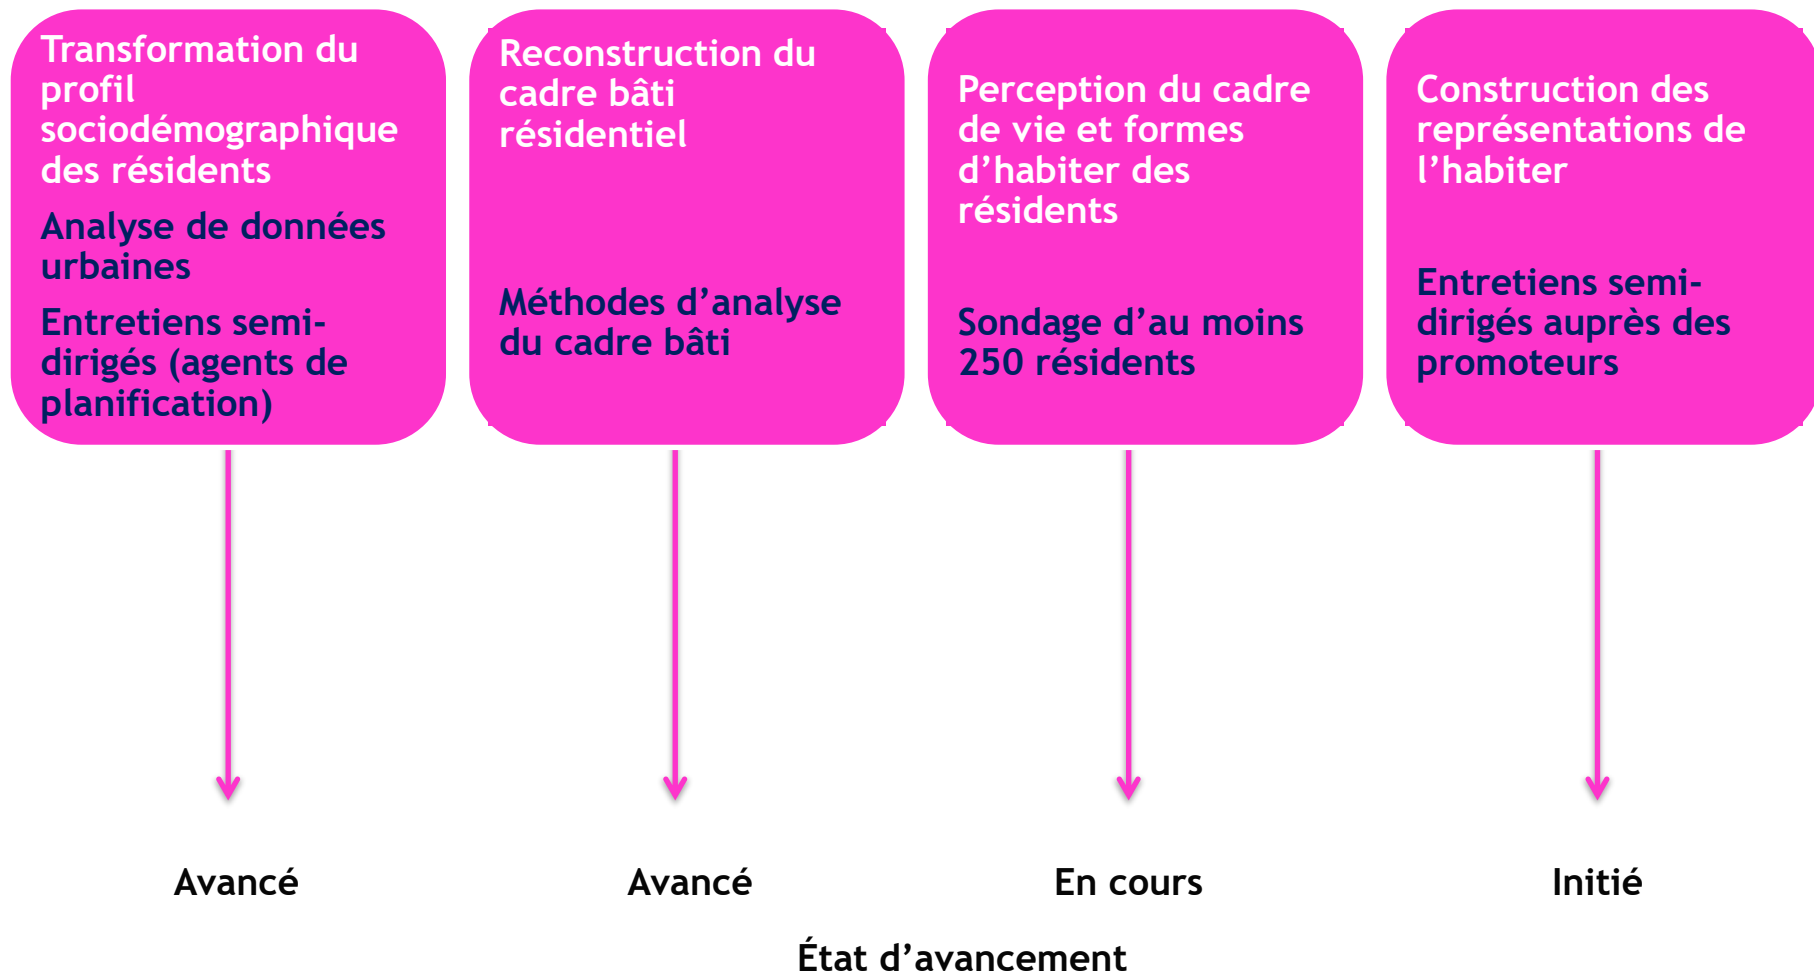 Transformation du
profil
sociodémographique
des résidents
Analyse de données
urbaines
Entretiens semi-
dirigés (agents de
planification)
Reconstruction du
cadre bâti
résidentiel
Méthodes d’analyse
du cadre bâti
Perception du cadre
de vie et formes
d’habiter des
résidents
Sondage d’au moins
250 résidents
Construction des
représentations de
l’habiter
Entretiens semi-
dirigés auprès des
promoteurs
Avancé
Avancé
En cours
Initié
État d’avancement